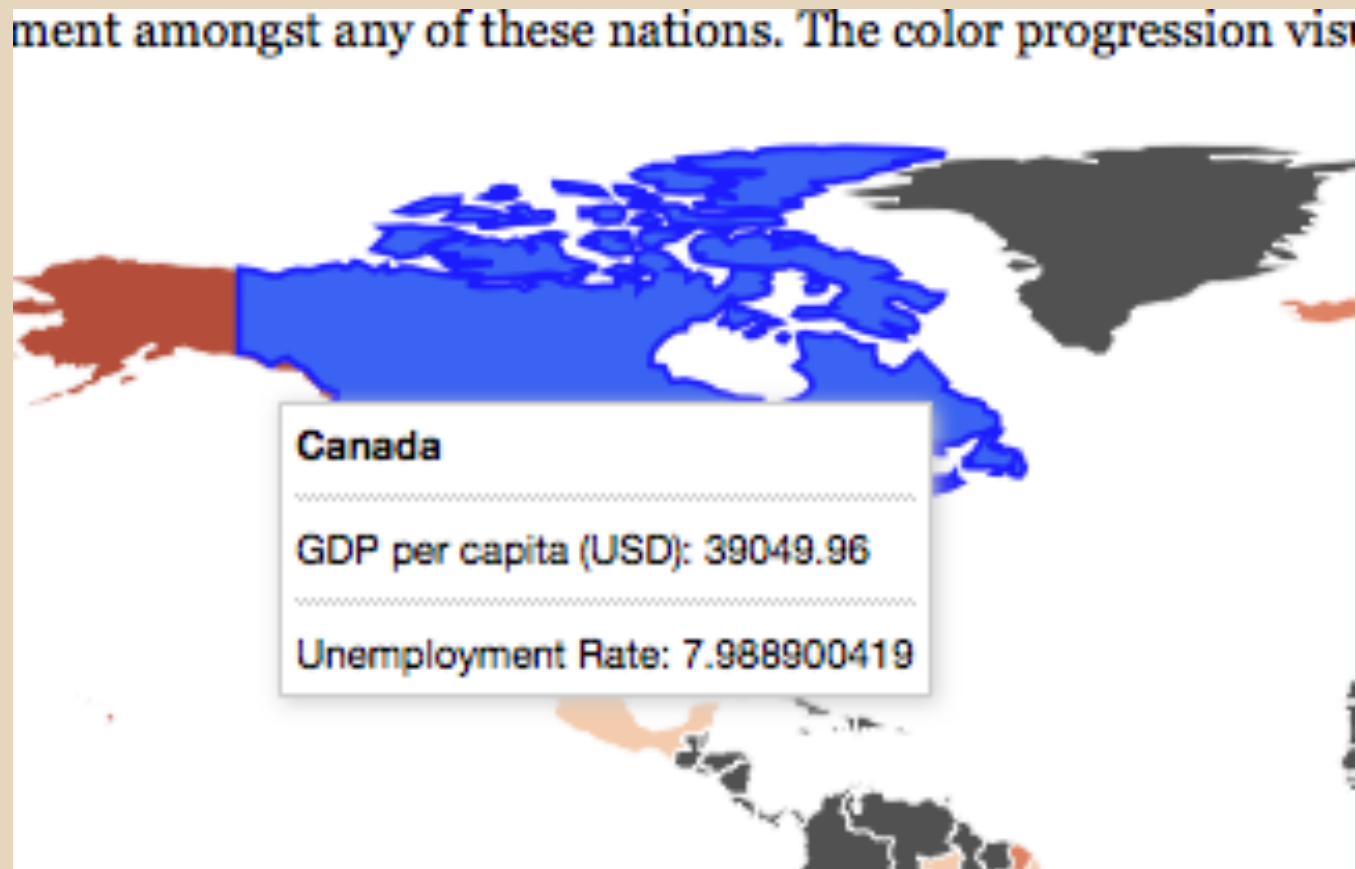 ment amongst any of these nations. The color progression visu
Canada
GDP per capita (USD): 39049.96
Unemployment Rate: 7.988900419